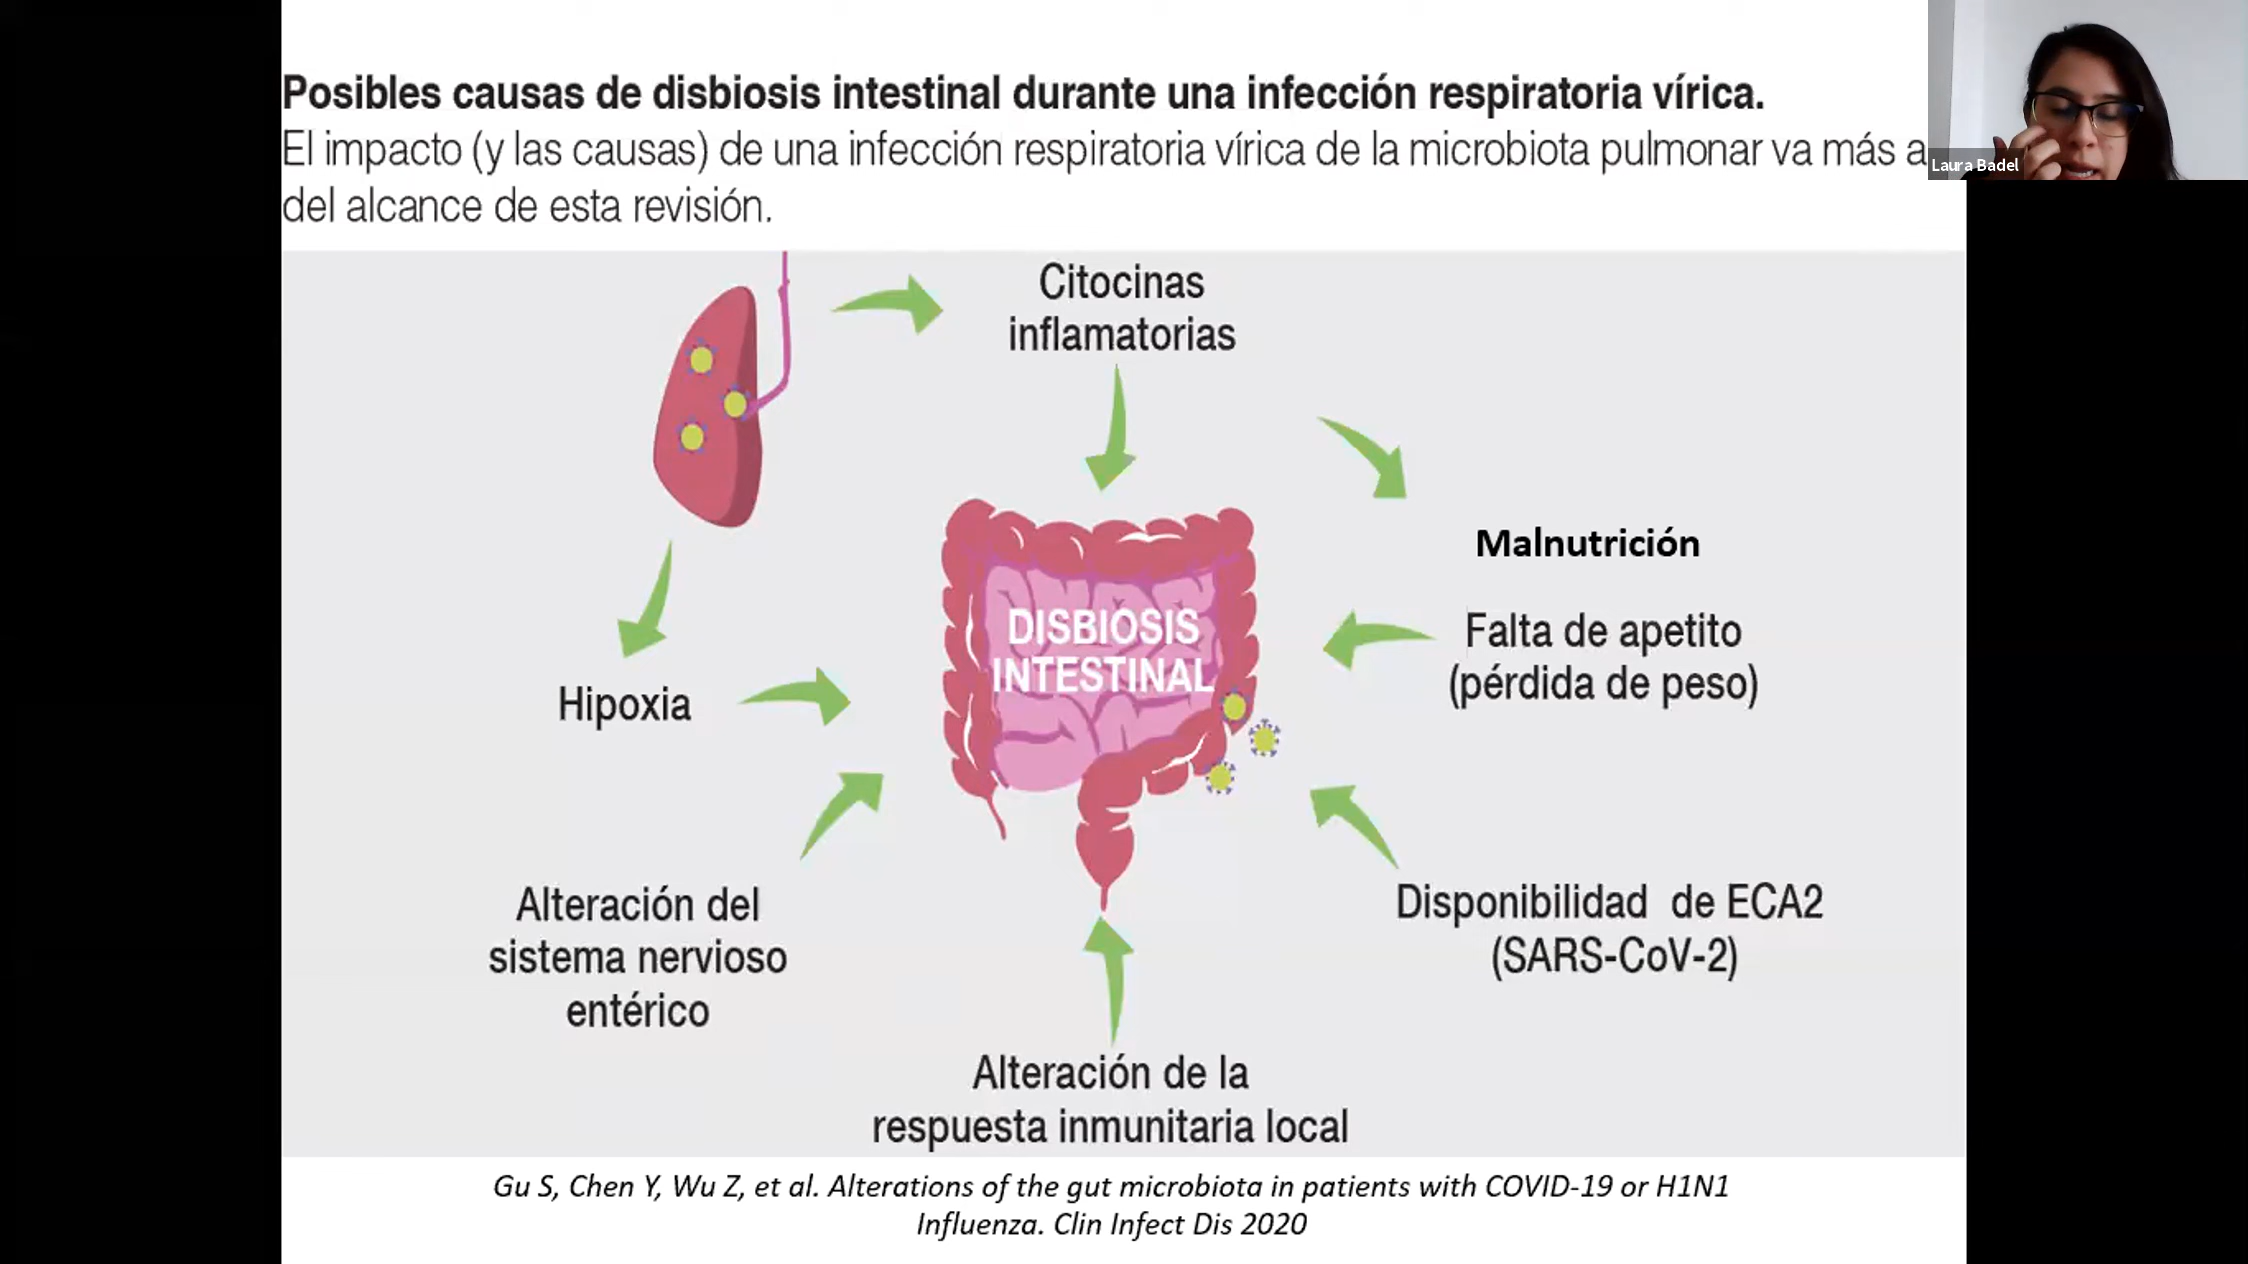 Posibles causas de disbiosis intestinal durante una infección respiratoria vírica.
El impacto (y las causas) de una infección respiratoria vírica de la microbiota pulmonar va más a
del alcance de esta revisión.
Laura Badel
Citocinas
inflamatorias
Malnutrición
Falta de apetito
(pérdida de peso)
DISBIOSIS
INTESTINAL
Hipoxia
Alteración del
sistema nervioso
entérico
Disponibilidad de ECA2
(SARS-CoV-2)
Alteración de la
respuesta inmunitaria local
Gu S, Chen Y, Wu Z, et al. Alterations of the gut microbiota in patients with COVID-19 or H1N1
Influenza. Clin Infect Dis 2020